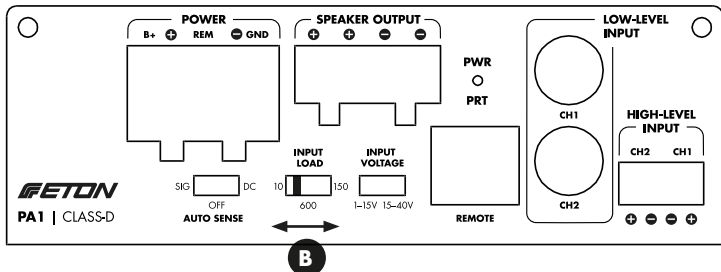 POWER
B+ ⊕ REM ⊖ GND
SPEAKER OUTPUT
⊕ ⊕ ⊖ ⊖
PWR
PRT
LOW-LEVEL
INPUT
CH1
CH2
HIGH-LEVEL
INPUT
CH2 CH1
⊕ ⊖ ⊖ ⊕
REMOTE
INPUT
LOAD
10 150
600
INPUT
VOLTAGE
1–15V 15–40V
SIG DC
OFF
AUTO SENSE
ETON
PA1 | CLASS-D
B